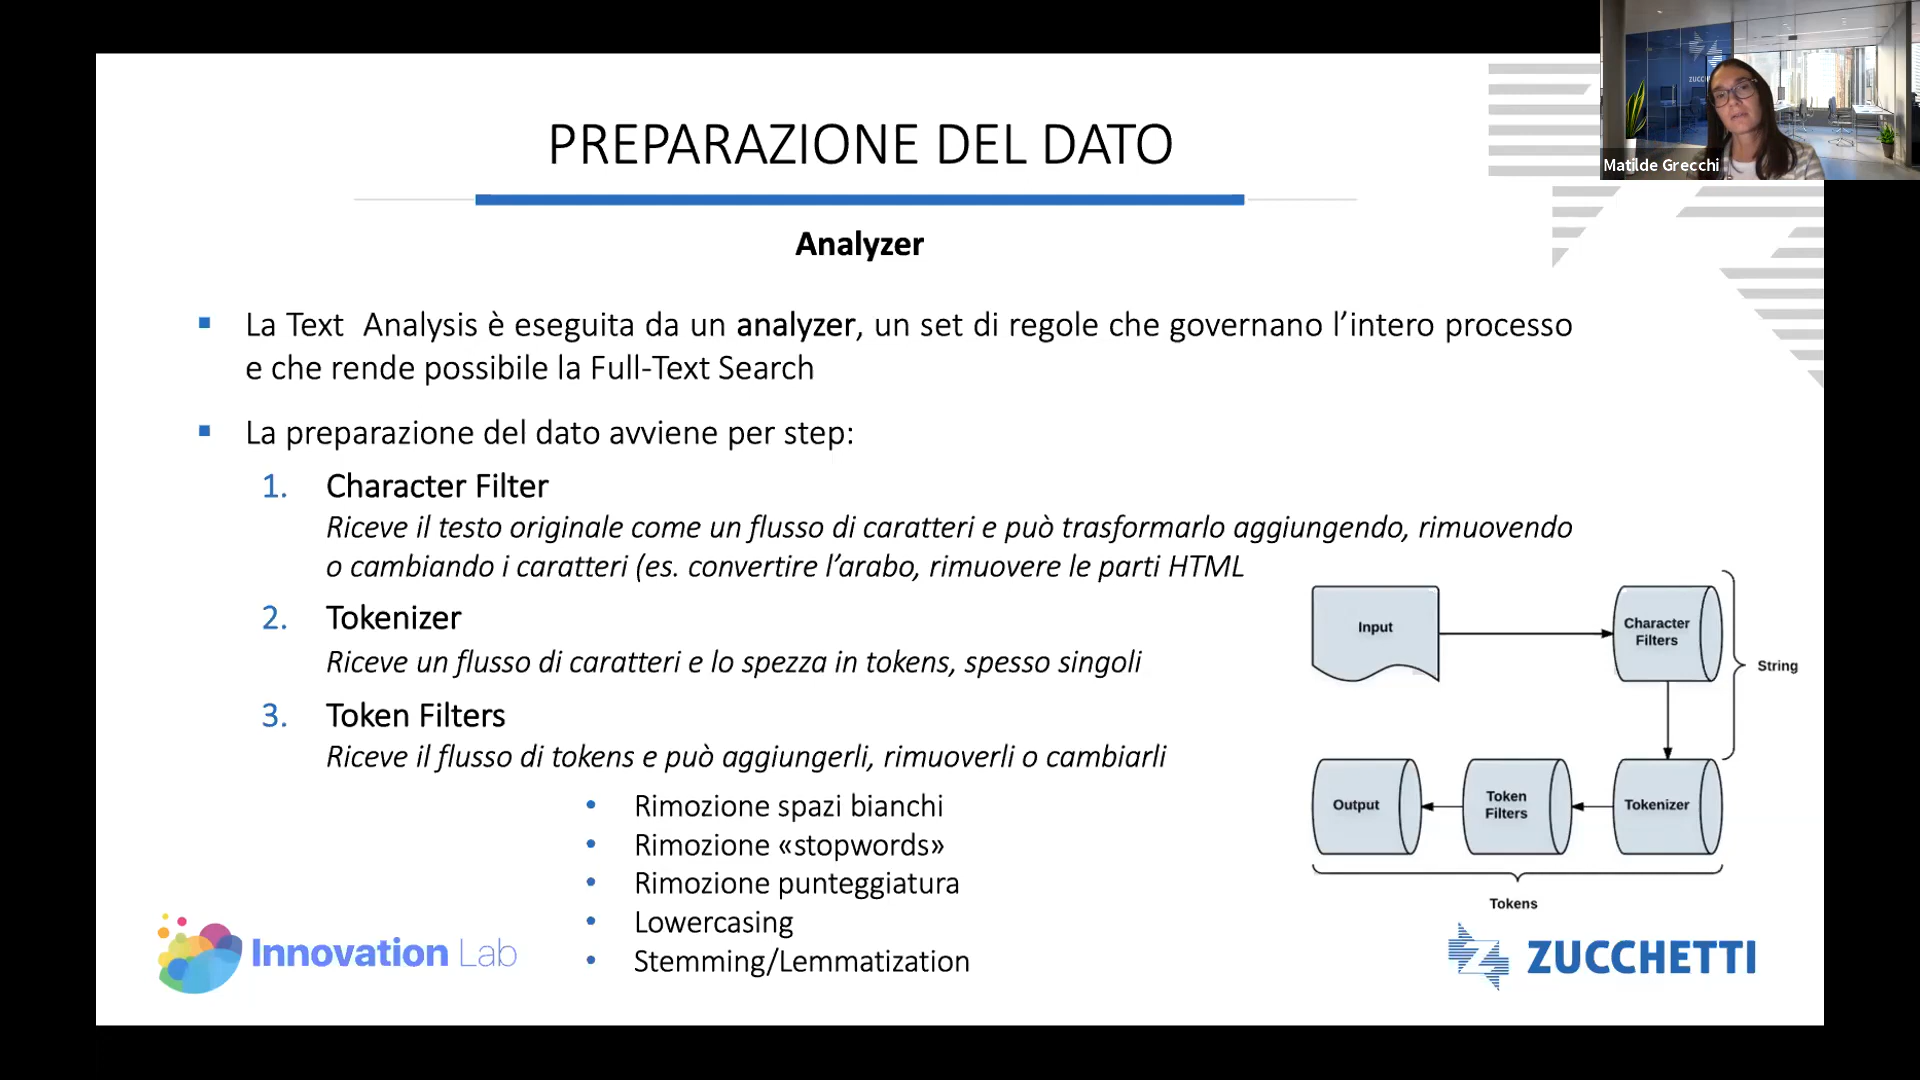 PREPARAZIONE DEL DATO
Matilde Grecchi
Analyzer
▪ La Text  Analysis è eseguita da un analyzer, un set di regole che governano l’intero processo
e che rende possibile la Full-Text Search
▪ La preparazione del dato avviene per step:
1. Character Filter
Riceve il testo originale come un flusso di caratteri e può trasformarlo aggiungendo, rimuovendo
o cambiando i caratteri (es. convertire l’arabo, rimuovere le parti HTML
2. Tokenizer
Riceve un flusso di caratteri e lo spezza in tokens, spesso singoli
3. Token Filters
Riceve il flusso di tokens e può aggiungerli, rimuoverli o cambiarli
• Rimozione spazi bianchi
• Rimozione «stopwords»
• Rimozione punteggiatura
• Lowercasing
• Stemming/Lemmatization
Input
Character
Filters
String
Output
Token
Filters
Tokenizer
Tokens
Innovation Lab
ZUCCHETTI